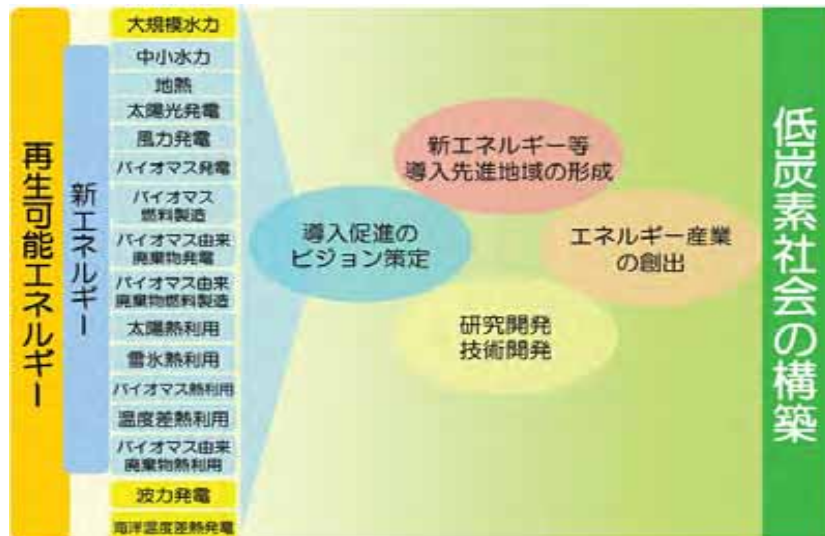 再生可能エネルギー
新エネルギー
大規模水力
中小水力
地熱
太陽光発電
風力発電
バイオマス発電
バイオマス
燃料製造
バイオマス由来
廃棄物発電
バイオマス由来
廃棄物燃料製造
太陽熱利用
雪氷熱利用
バイオマス熱利用
温度差熱利用
バイオマス由来
廃棄物熱利用
波力発電
海洋温度差熱発電
導入促進の
ビジョン策定
新エネルギー等
導入先進地域の形成
エネルギー産業
の創出
研究開発
技術開発
低炭素社会の構築